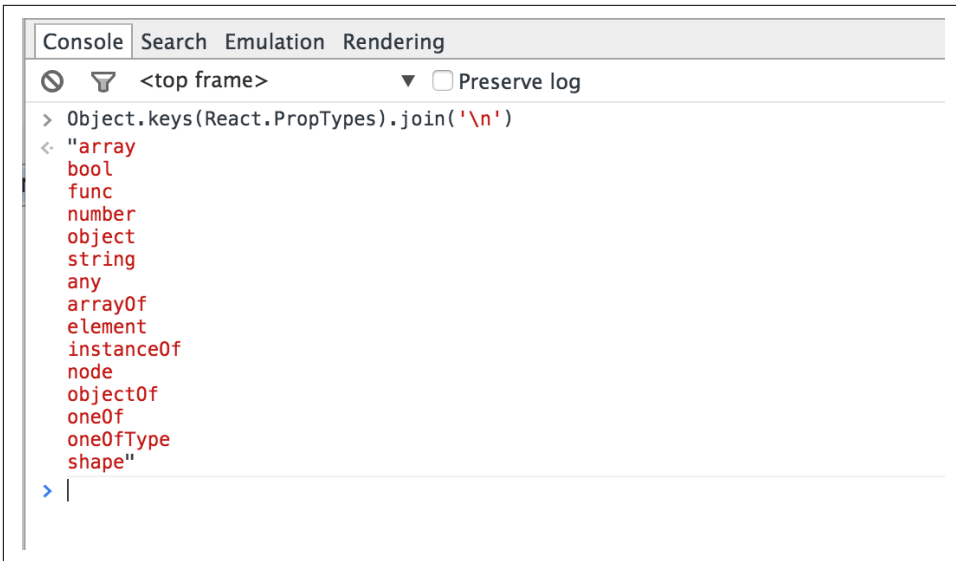 Console Search Emulation Rendering
<top frame> ▼ Preserve log
> Object.keys(React.PropTypes).join('\n')
"array
bool
func
number
object
string
any
arrayOf
element
instanceOf
node
objectOf
oneOf
oneOfType
shape"
>